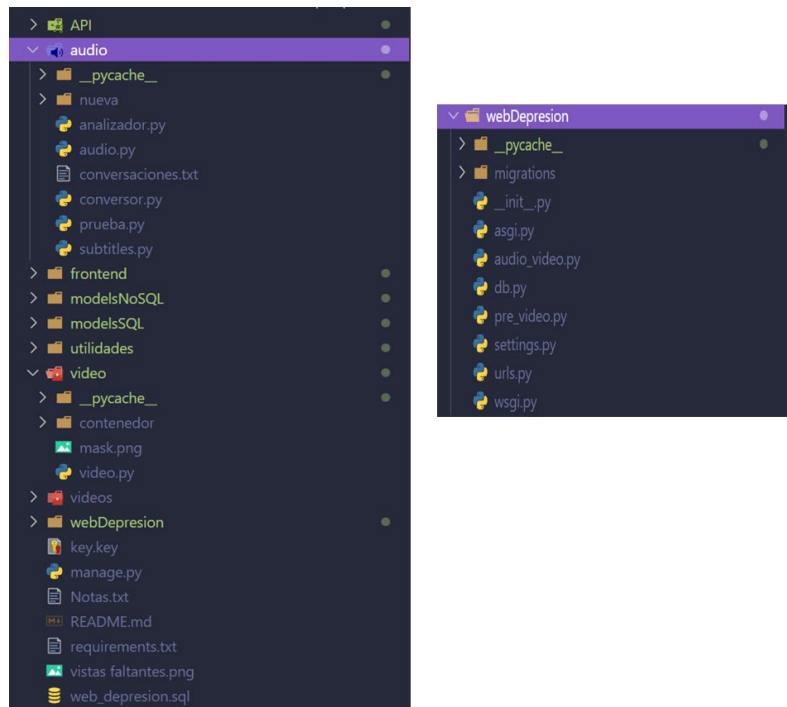 API
audio
__pycache__
nueva
analizador.py
audio.py
conversaciones.txt
conversor.py
prueba.py
subtitles.py
frontend
modelsNoSQL
modelsSQL
utilidades
video
__pycache__
contenedor
mask.png
video.py
videos
webDepresion
key.key
manage.py
Notas.txt
README.md
requirements.txt
vistas faltantes.png
web_depresion.sql
webDepresion
__pycache__
migrations
__init__.py
asgi.py
audio_video.py
db.py
pre_video.py
settings.py
urls.py
wsgi.py